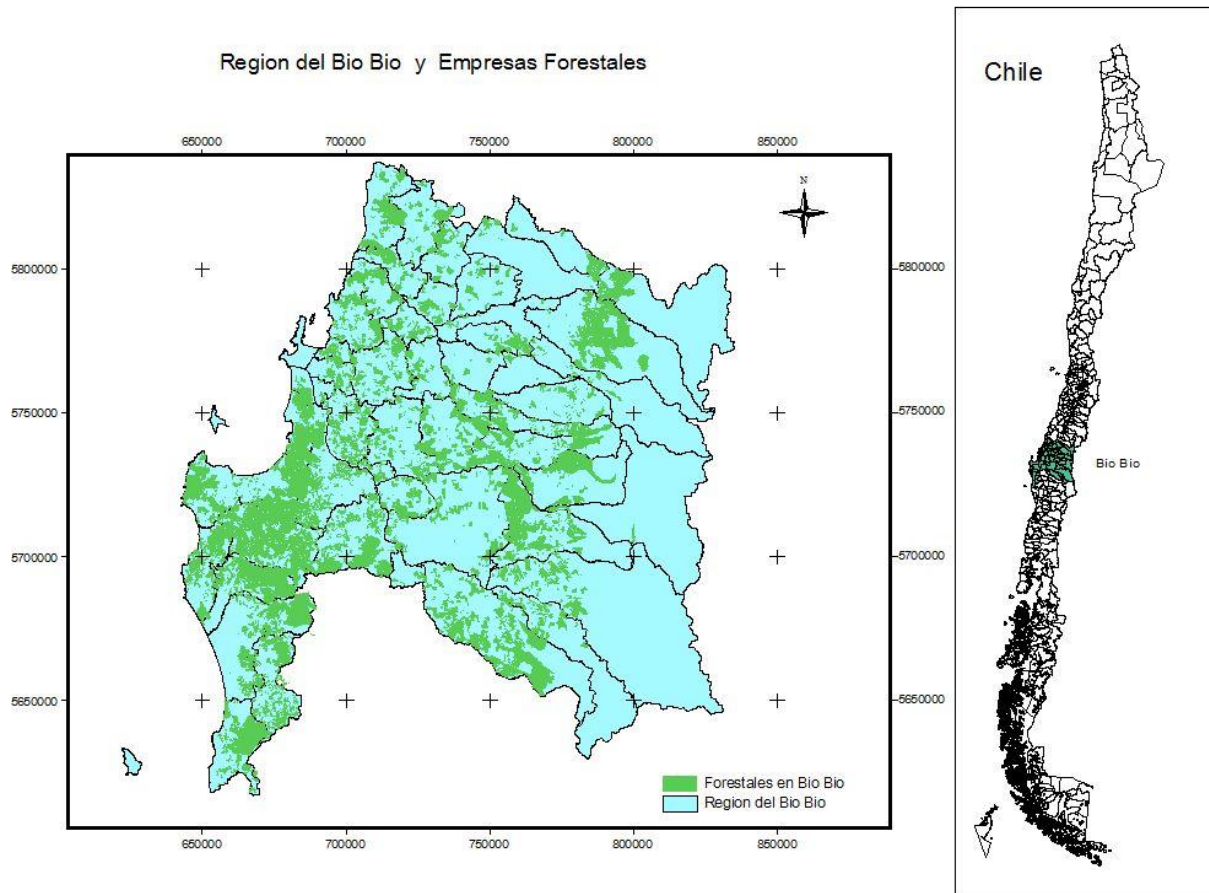 Region del Bio Bio y Empresas Forestales
650000 700000 750000 800000 850000
N
5800000 5800000
5750000 5750000
5700000 5700000
5650000 5650000
Forestales en Bio Bio
Region del Bio Bio
650000 700000 750000 800000 850000
Chile
Bio Bio